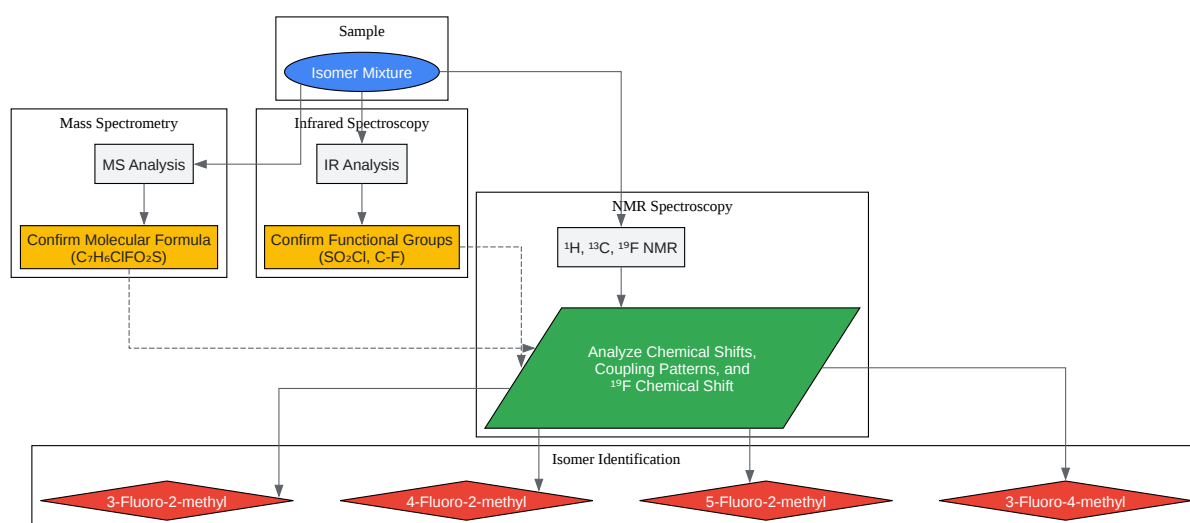 Sample
Isomer Mixture
Mass Spectrometry
Infrared Spectroscopy
MS Analysis
IR Analysis
NMR Spectroscopy
Confirm Molecular Formula
(C₇H₆ClFO₂S)
Confirm Functional Groups
(SO₂Cl, C-F)
¹H, ¹³C, ¹⁹F NMR
Analyze Chemical Shifts,
Coupling Patterns, and
¹⁹F Chemical Shift
Isomer Identification
3-Fluoro-2-methyl
4-Fluoro-2-methyl
5-Fluoro-2-methyl
3-Fluoro-4-methyl